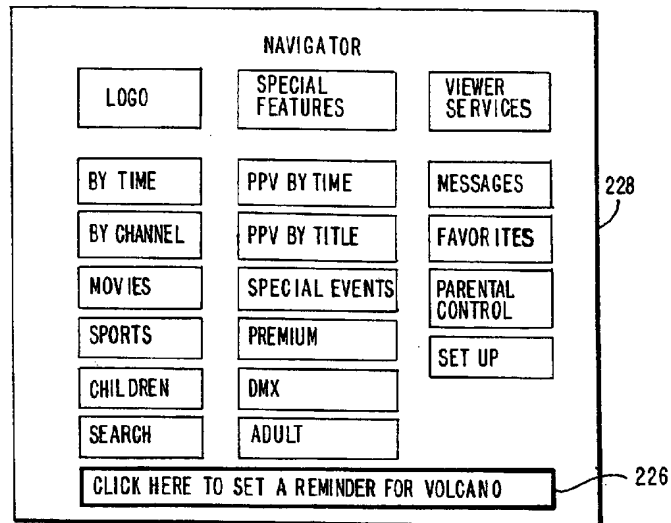 NAVIGATOR
LOGO
SPECIAL
FEATURES
VIEWER
SERVICES
BY TIME
PPV BY TIME
MESSAGES
228
BY CHANNEL
PPV BY TITLE
FAVORITES
MOVIES
SPECIAL EVENTS
PARENTAL
CONTROL
SPORTS
PREMIUM
SET UP
CHILDREN
DMX
SEARCH
ADULT
CLICK HERE TO SET A REMINDER FOR VOLCANO
226